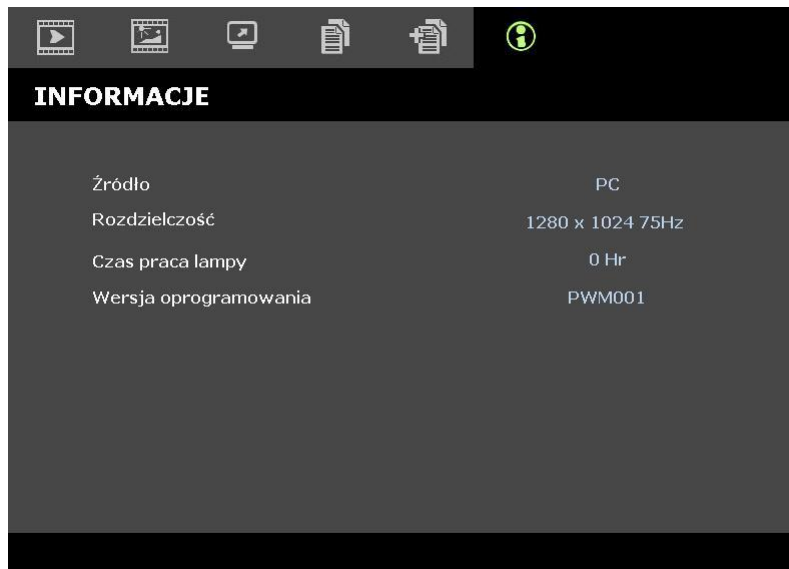 INFORMACJE
Źródło PC
Rozdzielczość 1280 x 1024 75Hz
Czas praca lampy 0 Hr
Wersja oprogramowania PWM001